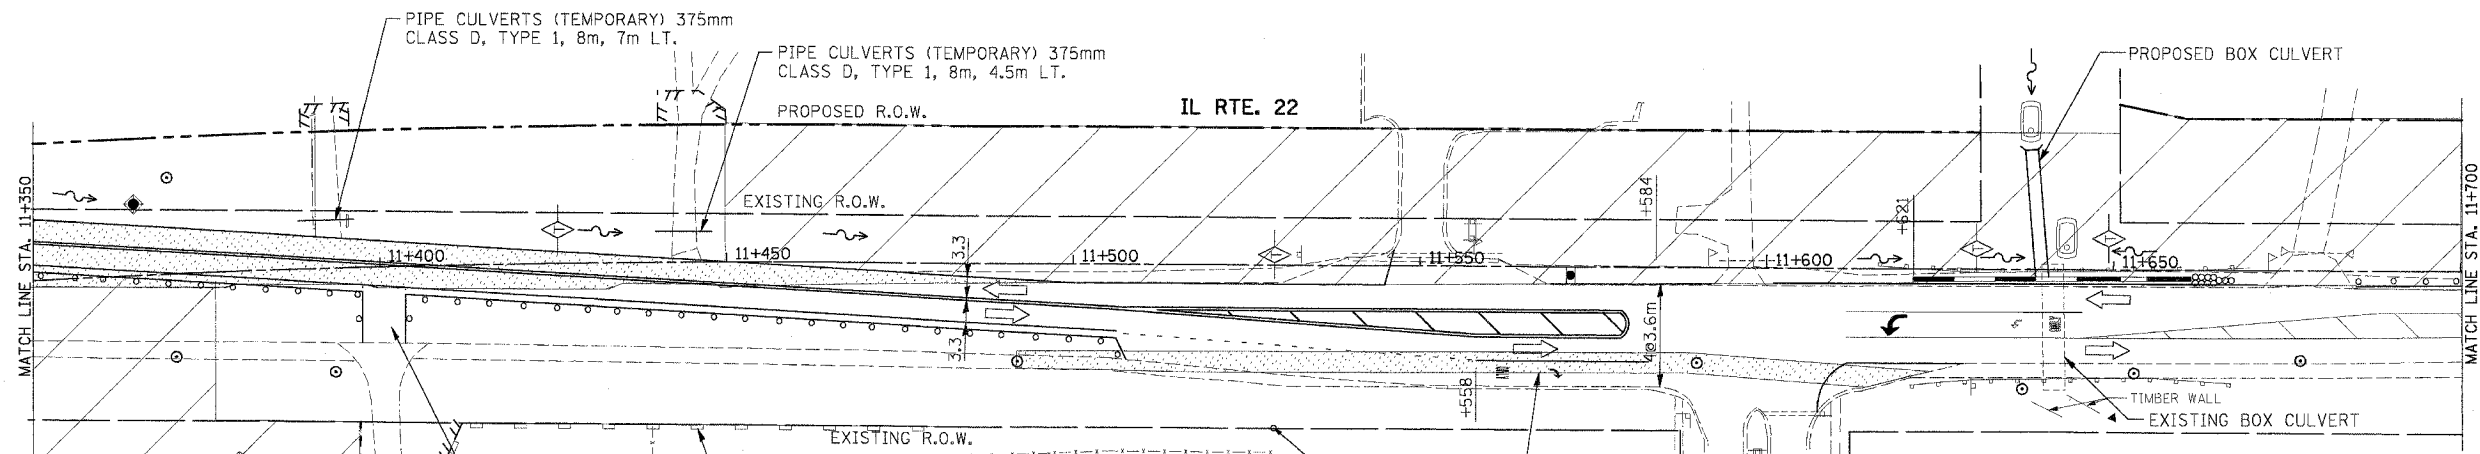 PIPE CULVERTS (TEMPORARY) 375mm
CLASS D, TYPE 1, 8m, 7m LT.
PIPE CULVERTS (TEMPORARY) 375mm
CLASS D, TYPE 1, 8m, 4.5m LT.
PROPOSED BOX CULVERT
PROPOSED R.O.W.
IL RTE. 22
MATCH LINE STA. 11+350
MATCH LINE STA. 11+700
EXISTING R.O.W.
+584
+621
11+400
11+450
3.3
11+500
11+550
11+600
11+650
3.3
4@3.6m
+558
TIMBER WALL
EXISTING BOX CULVERT
EXISTING R.O.W.